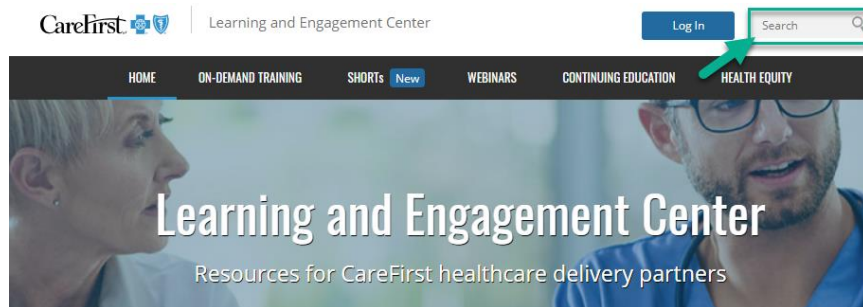 CareFirst Learning and Engagement Center Log In Search
HOME ON-DEMAND TRAINING SHORTs New WEBINARS CONTINUING EDUCATION HEALTH EQUITY
Learning and Engagement Center
Resources for CareFirst healthcare delivery partners